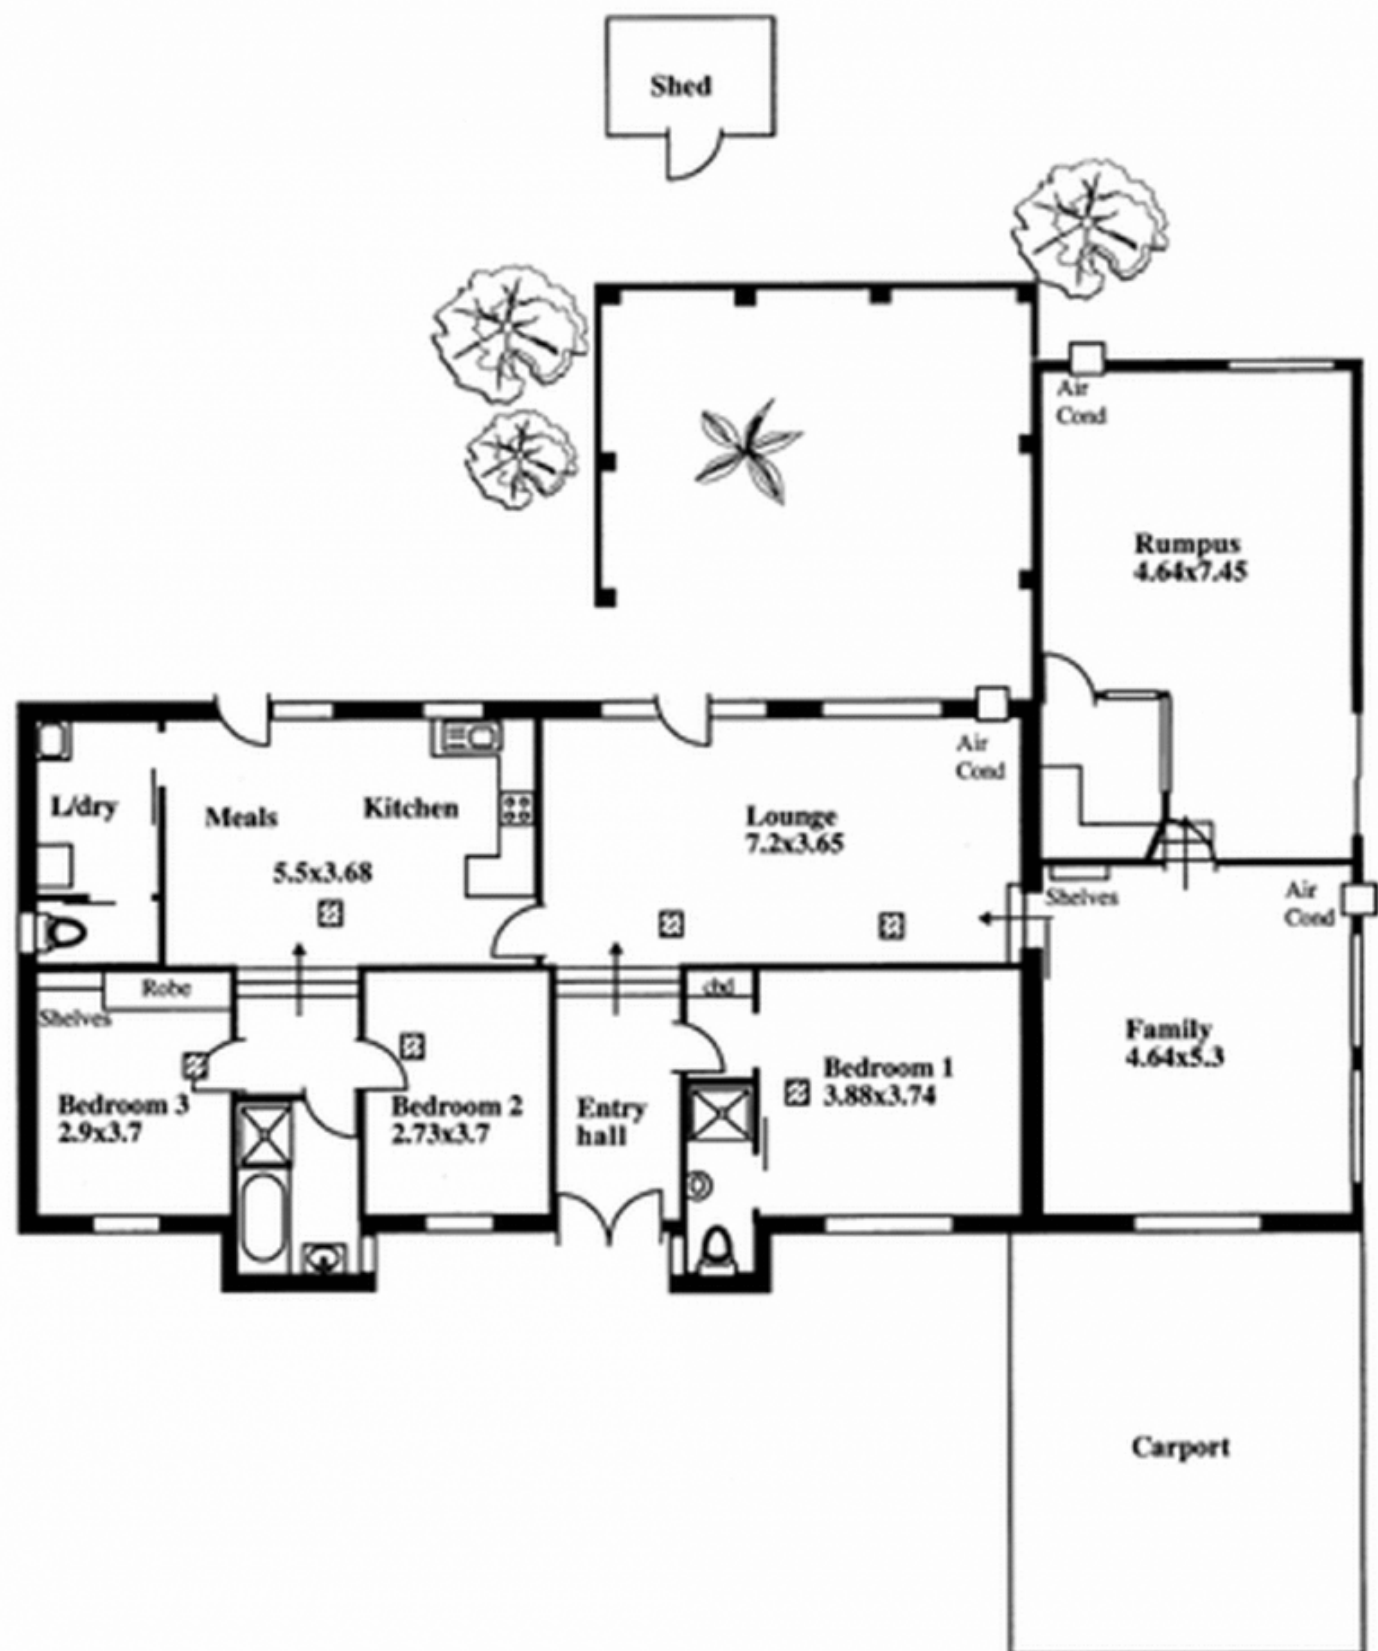 Shed
Air
Cond
Rumpus
4.64x7.45
Air
Cond
L/dry
Meals
Kitchen
5.5x3.68
Lounge
7.2x3.65
Shelves
Air
Cond
Robe
Shelves
cbd
Bedroom 3
2.9x3.7
Bedroom 2
2.73x3.7
Entry
hall
Bedroom 1
3.88x3.74
Family
4.64x5.3
Carport